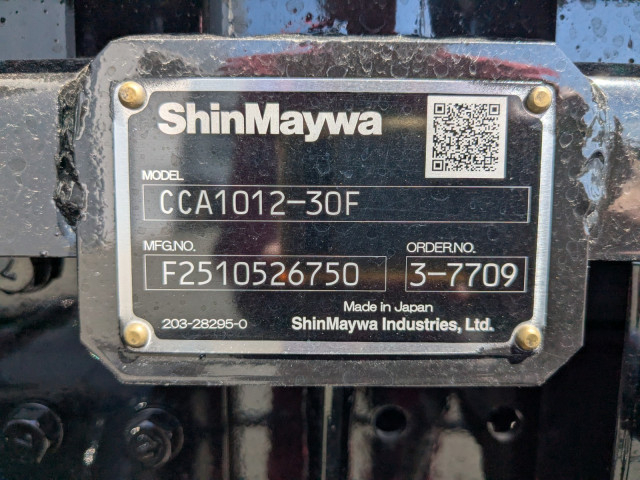 ShinMaywa
MODEL
CCA1012-30F
MFG.NO. ORDER.NO.
F2510526750 3-7709
Made in Japan
203-28295-0 ShinMaywa Industries, Ltd.